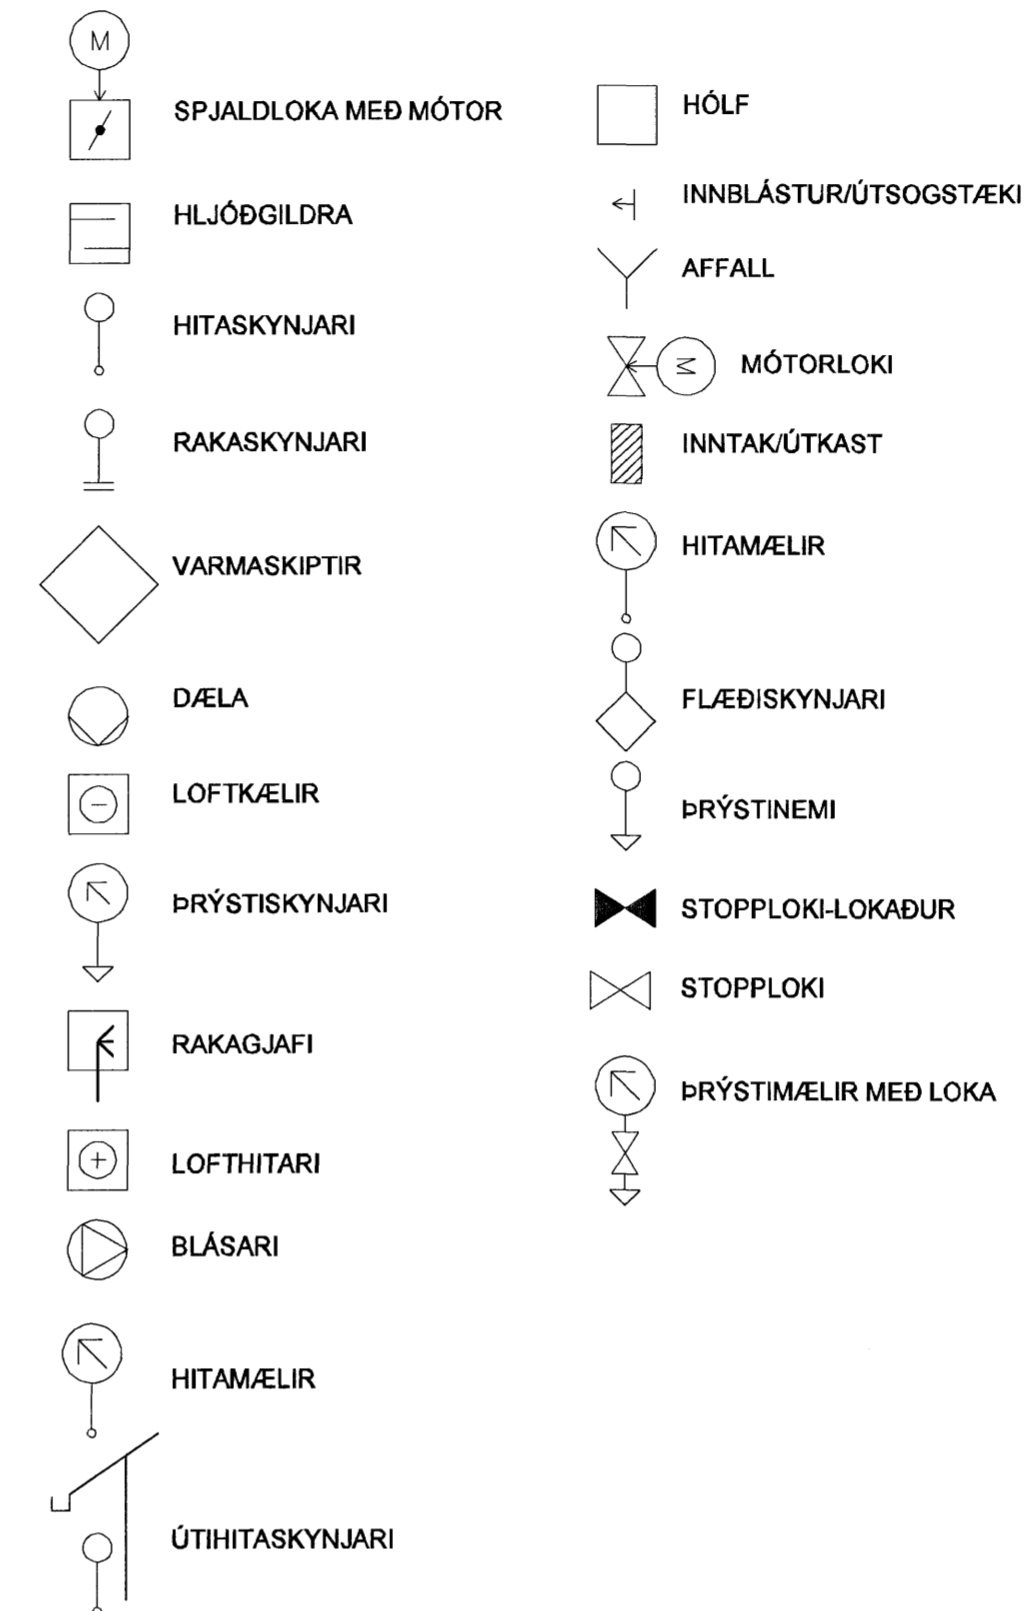 M
SPJALDLOKA MEÐ MÓTOR
HLJÓÐGILDRA
HITASKYNJARI
RAKASKYNJARI
VARMASKIPTIR
DÆLA
LOFTKÆLIR
ÞRÝSTISKYNJARI
RAKAGJAFI
LOFTHITARI
BLÁSARI
HITAMÆLIR
ÚTIHITASKYNJARI
HÓLF
INNBLÁSTUR/ÚTSOGSTÆKI
AFFALL
M
MÓTORLOKI
INNTAK/ÚTKAST
HITAMÆLIR
FLÆÐISKYNJARI
ÞRÝSTINEMI
STOPPLOKI-LOKAÐUR
STOPPLOKI
ÞRÝSTIMÆLIR MEÐ LOKA